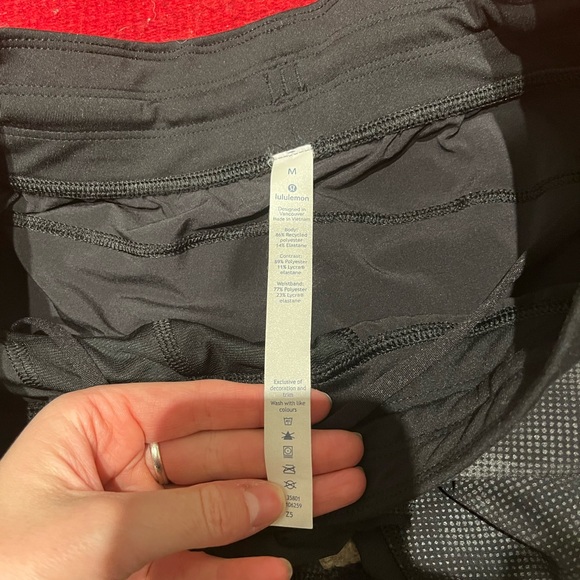 M
lululemon
Designed in
Vancouver
made in Vietnam
Body:
86% Recycled
polyester
14% Elastane
Contrast:
89% Polyester
11% Lycra®
elastane
Waistband:
77% Polyester
23% Lycra®
elastane
Exclusive of
decoration and
trim
Wash with like
colours